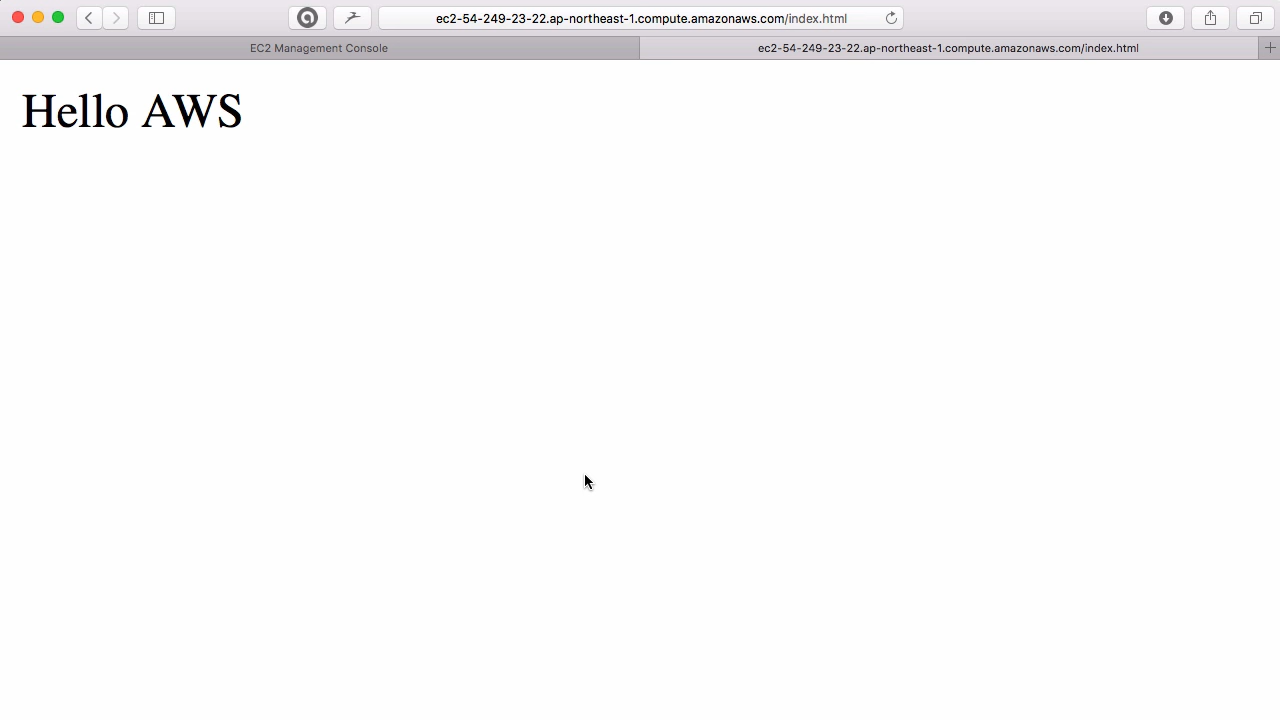 ec2-54-249-23-22.ap-northeast-1.compute.amazonaws.com/index.html
EC2 Management Console
ec2-54-249-23-22.ap-northeast-1.compute.amazonaws.com/index.html
Hello AWS